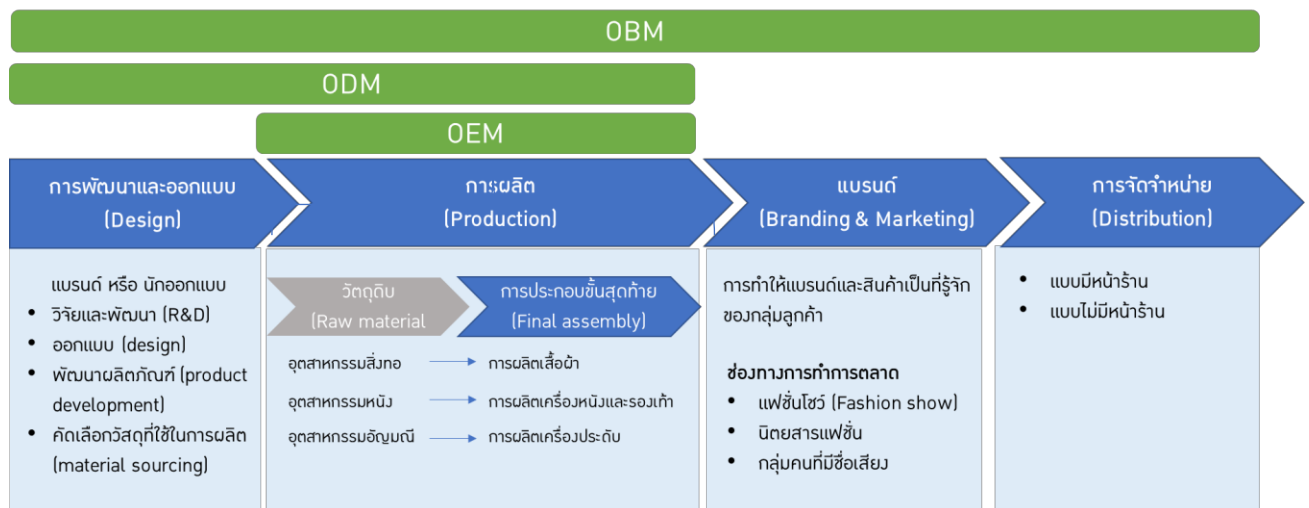 OBM
ODM
OEM
การพัฒนาและออกแบบ
(Design)
การผลิต
(Production)
แบรนด์
(Branding & Marketing)
การจัดจำหน่าย
(Distribution)
แบรนด์ หรือ นักออกแบบ
• วิจัยและพัฒนา (R&D)
• ออกแบบ (design)
• พัฒนาผลิตภัณฑ์ (product
development)
• คัดเลือกวัสดุที่ใช้ในการผลิต
(material sourcing)
วัตถุดิบ
(Raw material
การประกอบขั้นสุดท้าย
(Final assembly)
อุตสาหกรรมสิ่งทอ
การผลิตเสื้อผ้า
อุตสาหกรรมหนัง
การผลิตเครื่องหนังและรองเท้า
อุตสาหกรรมอัญมณี
การผลิตเครื่องประดับ
การทำให้แบรนด์และสินค้าเป็นที่รู้จัก
ของกลุ่มลูกค้า
ช่องทางการทำการตลาด
• แฟชั่นโชว์ (Fashion show)
• นิตยสารแฟชั่น
• กลุ่มคนที่มีชื่อเสียง
• แบบมีหน้าร้าน
• แบบไม่มีหน้าร้าน